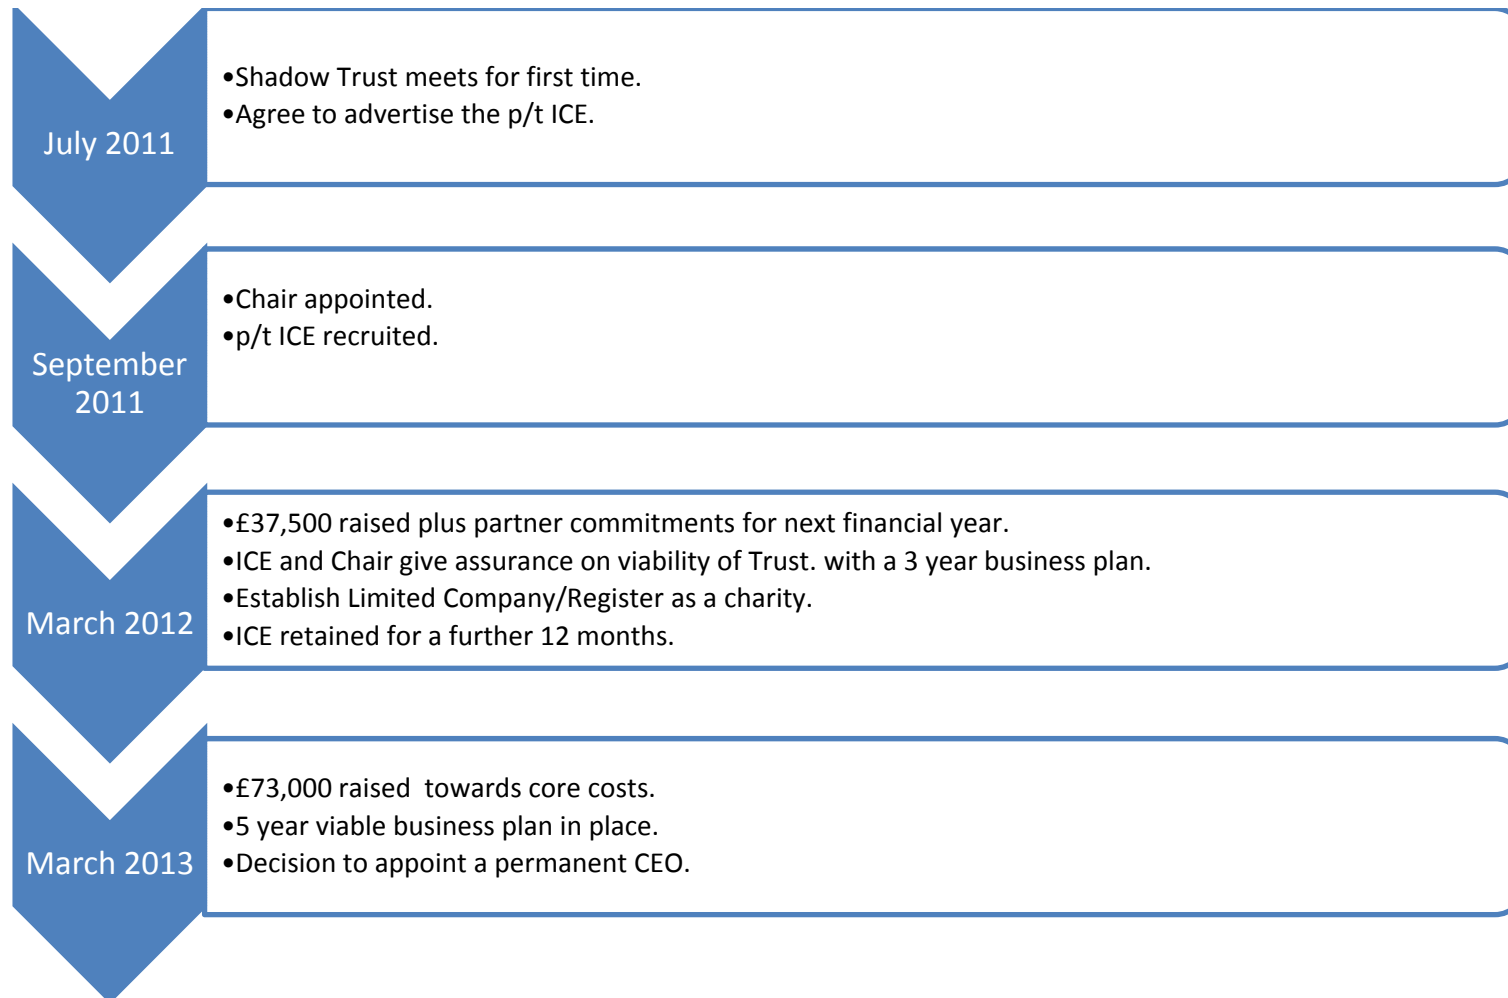 July 2011
•Shadow Trust meets for first time.
•Agree to advertise the p/t ICE.
September
2011
•Chair appointed.
•p/t ICE recruited.
March 2012
•£37,500 raised plus partner commitments for next financial year.
•ICE and Chair give assurance on viability of Trust. with a 3 year business plan.
•Establish Limited Company/Register as a charity.
•ICE retained for a further 12 months.
March 2013
•£73,000 raised  towards core costs.
•5 year viable business plan in place.
•Decision to appoint a permanent CEO.